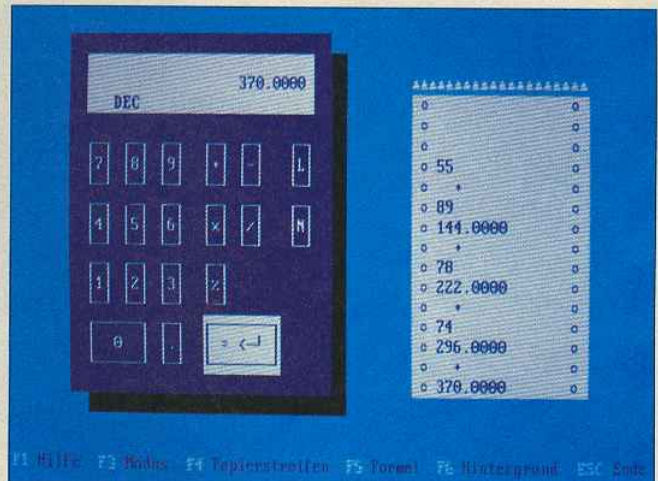 370.0000
DEC
7 8 9 + - L
4 5 6 x / N
1 2 3 %
0 . = <┘
55
+
89
144.0000
+
78
222.0000
+
74
296.0000
+
370.0000
F1 Hilfe F3 Modus F4 Papierstreifen F5 Formel F6 Hintergrund ESC Ende